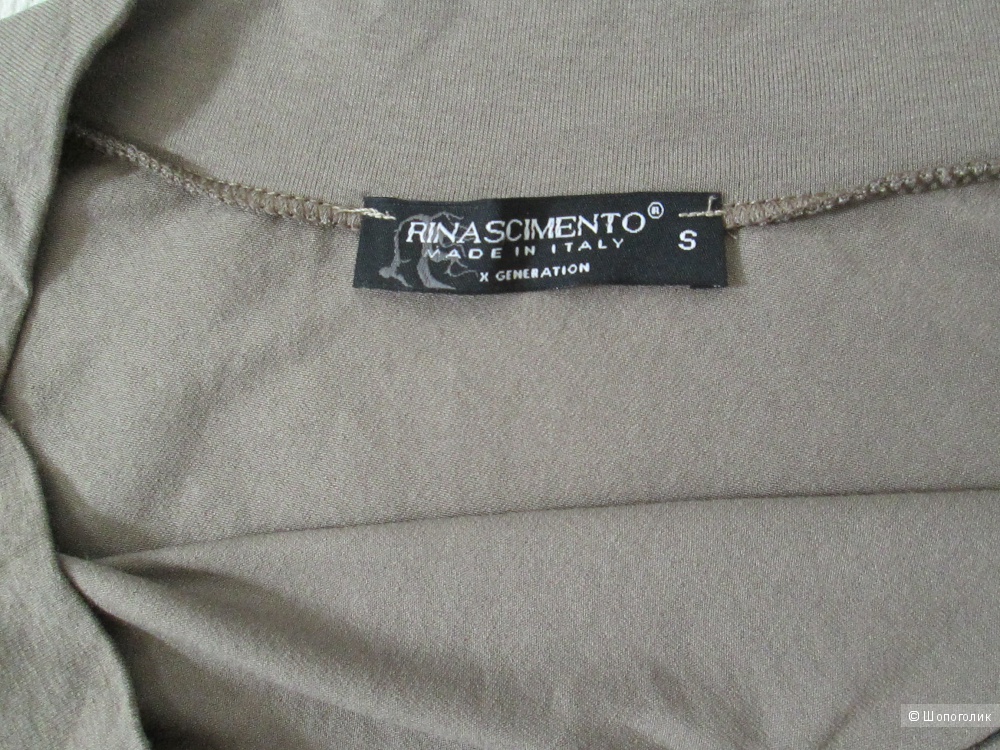 RINASCIMENTO®
MADE IN ITALY
X GENERATION
S
© Шопоголик